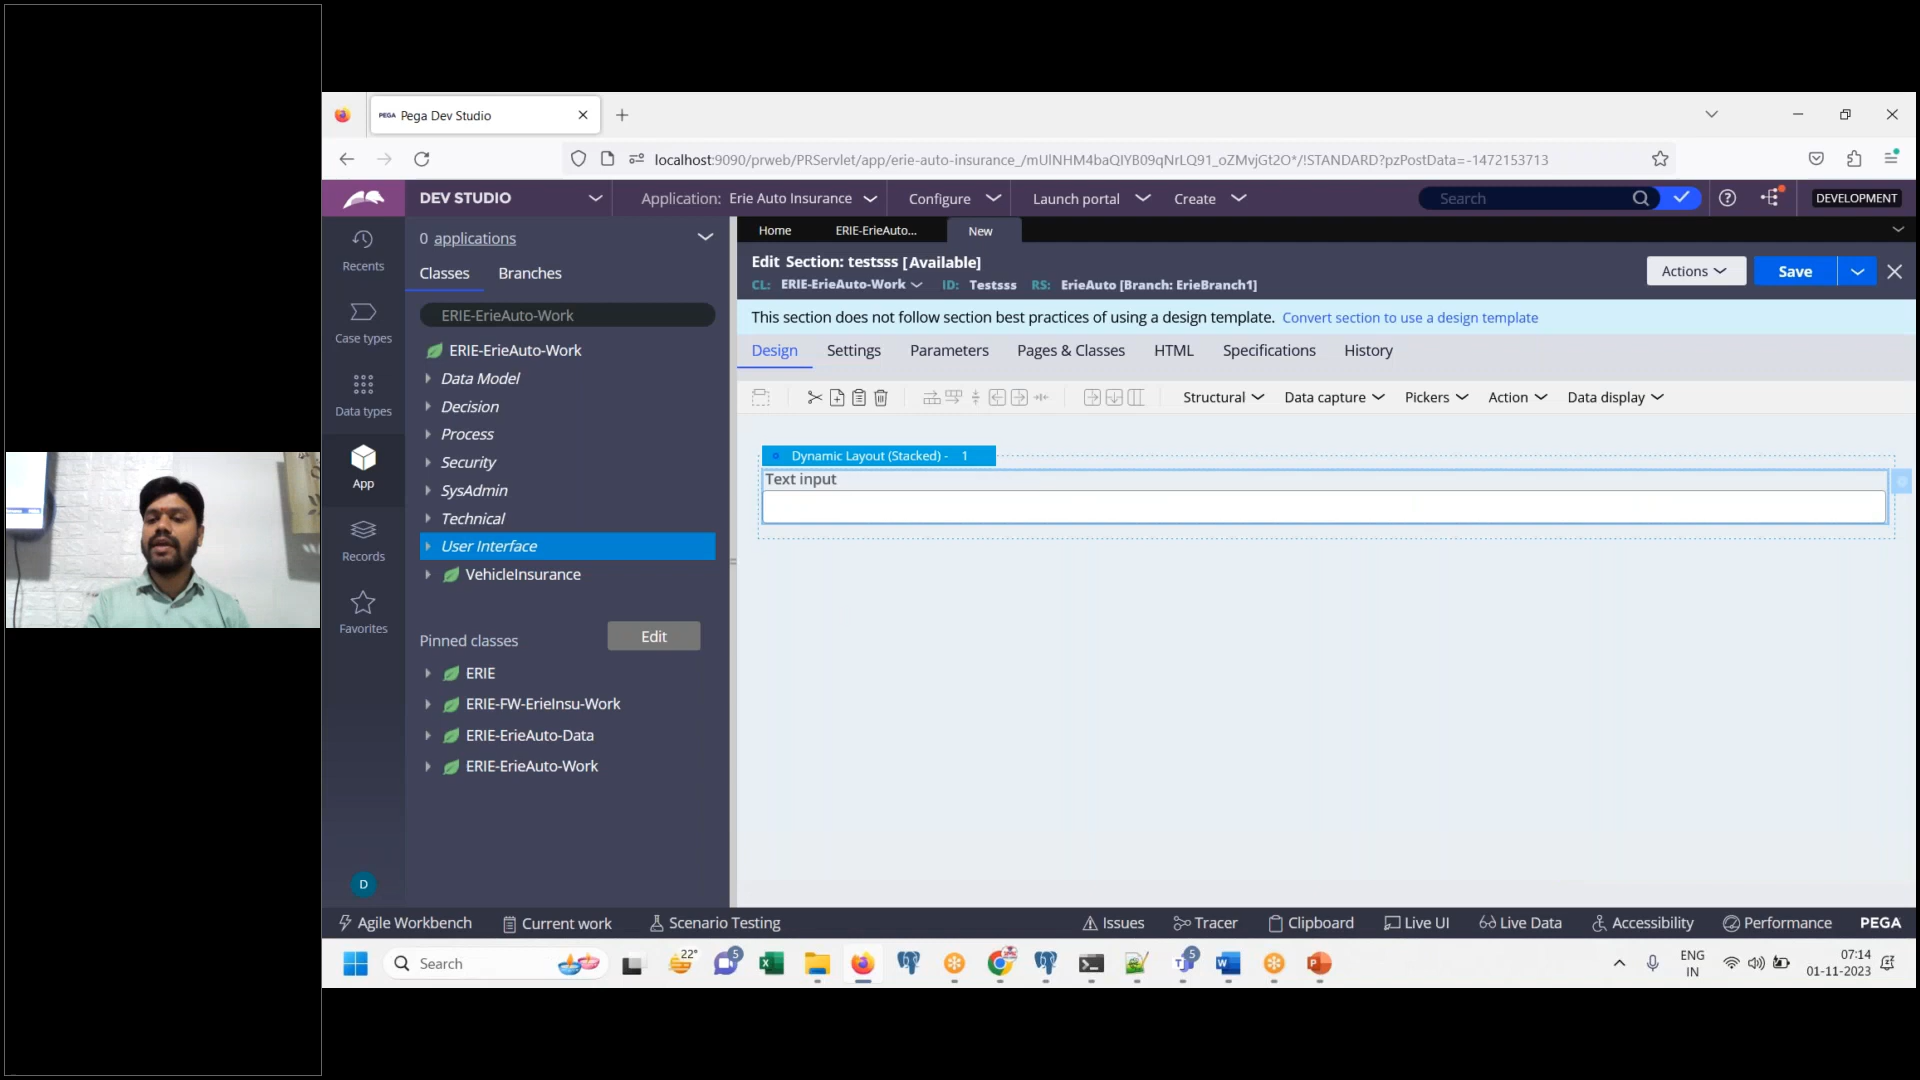 PEGA Pega Dev Studio
localhost:9090/prweb/PRServlet/app/erie-auto-insurance_/mUlNHM4baQIYB09qNrLQ91_oZMvjGt2O*/!STANDARD?pzPostData=-1472153713
DEV STUDIO Application: Erie Auto Insurance Configure Launch portal Create Search DEVELOPMENT
Recents
Case types
Data types
App
Records
Favorites
D
0 applications
Classes Branches
ERIE-ErieAuto-Work
ERIE-ErieAuto-Work
Data Model
Decision
Process
Security
SysAdmin
Technical
User Interface
VehicleInsurance
Pinned classes Edit
ERIE
ERIE-FW-ErieInsu-Work
ERIE-ErieAuto-Data
ERIE-ErieAuto-Work
Home ERIE-ErieAuto... New
Edit Section: testsss [Available]
CL: ERIE-ErieAuto-Work ID: Testsss RS: ErieAuto [Branch: ErieBranch1]
Actions Save
This section does not follow section best practices of using a design template. Convert section to use a design template
Design Settings Parameters Pages & Classes HTML Specifications History
Structural Data capture Pickers Action Data display
Dynamic Layout (Stacked) - 1
Text input
Agile Workbench Current work Scenario Testing Issues Tracer Clipboard Live UI Live Data Accessibility Performance PEGA
Search 22° 5 5 ENG 07:14
IN 01-11-2023